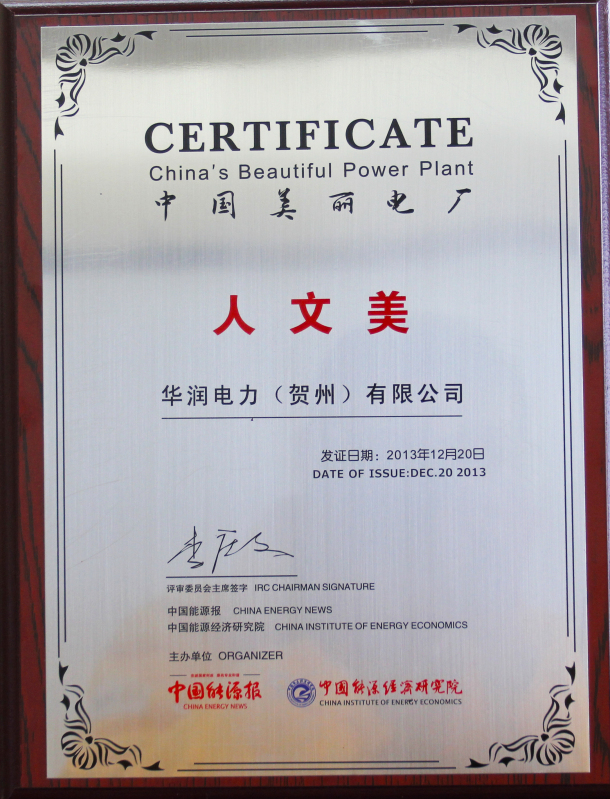 CERTIFICATE
China's Beautiful Power Plant
中国美丽电厂
人文美
华润电力（贺州）有限公司
发证日期：2013年12月20日
DATE OF ISSUE:DEC.20 2013
评审委员会主席签字 IRC CHAIRMAN SIGNATURE
中国能源报 CHINA ENERGY NEWS
中国能源经济研究院 CHINA INSTITUTE OF ENERGY ECONOMICS
主办单位 ORGANIZER
中国能源报
CHINA ENERGY NEWS
中国能源经济研究院
CHINA INSTITUTE OF ENERGY ECONOMICS